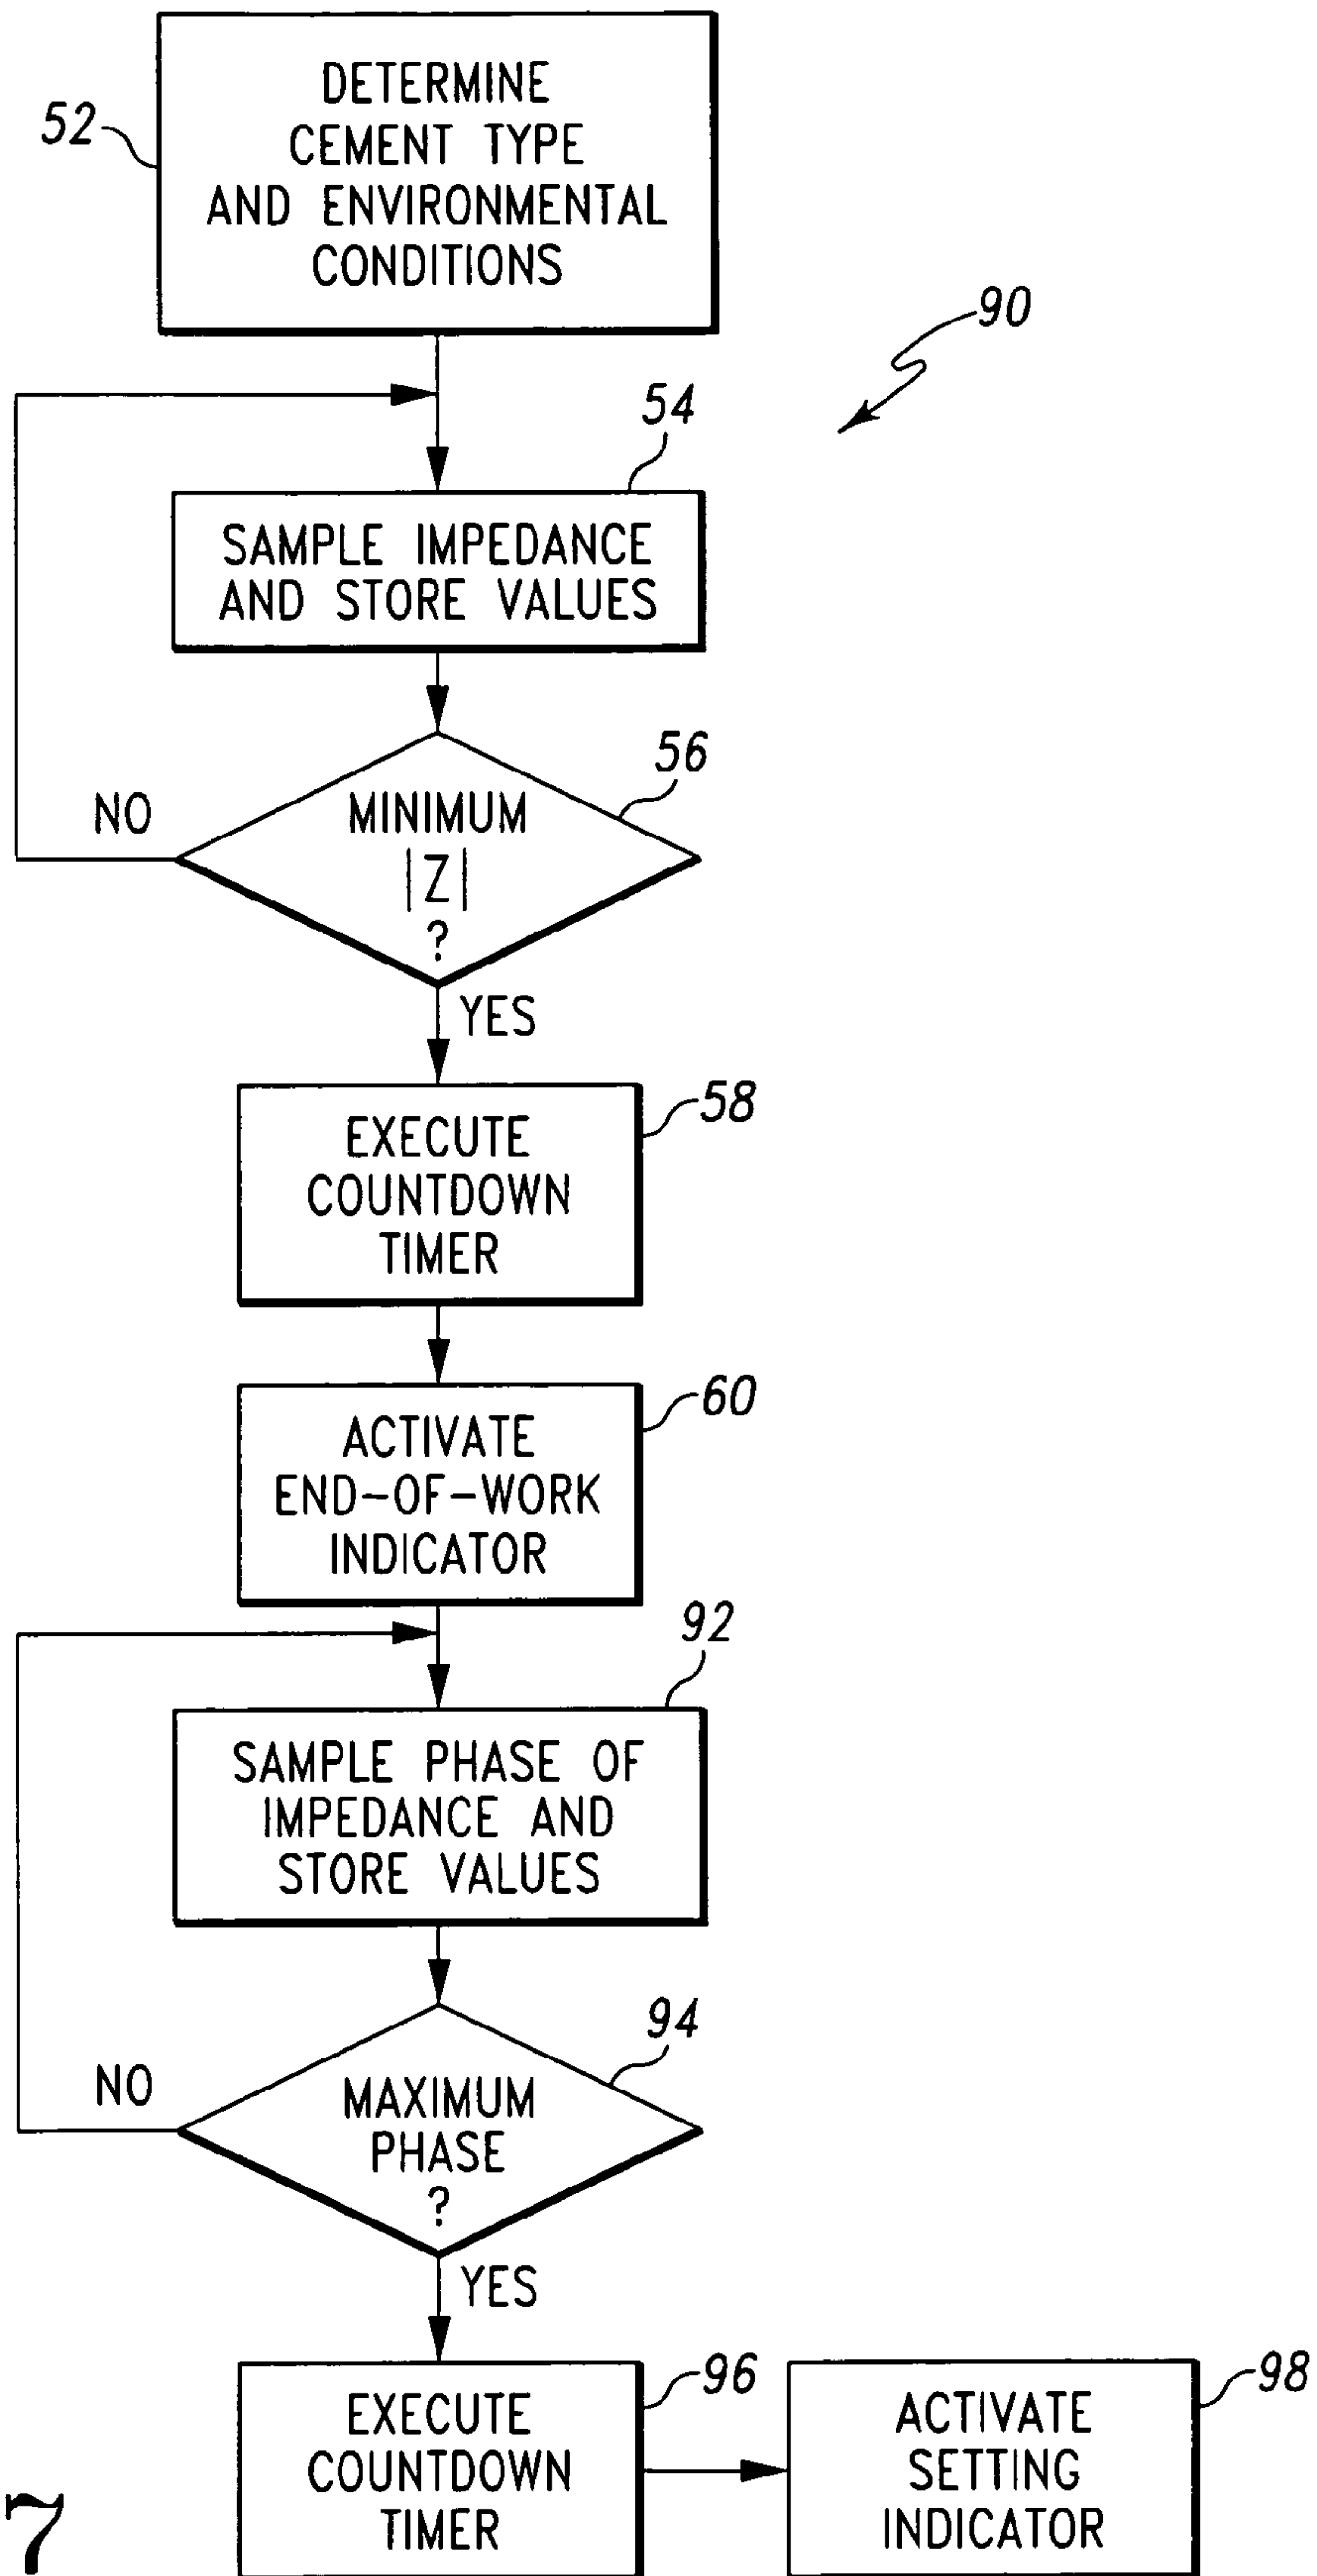 52
DETERMINE
CEMENT TYPE
AND ENVIRONMENTAL
CONDITIONS
90
54
SAMPLE IMPEDANCE
AND STORE VALUES
56
NO
MINIMUM
|Z|
?
YES
58
EXECUTE
COUNTDOWN
TIMER
60
ACTIVATE
END-OF-WORK
INDICATOR
92
SAMPLE PHASE OF
IMPEDANCE AND
STORE VALUES
94
NO
MAXIMUM
PHASE
?
YES
96
EXECUTE
COUNTDOWN
TIMER
98
ACTIVATE
SETTING
INDICATOR
7